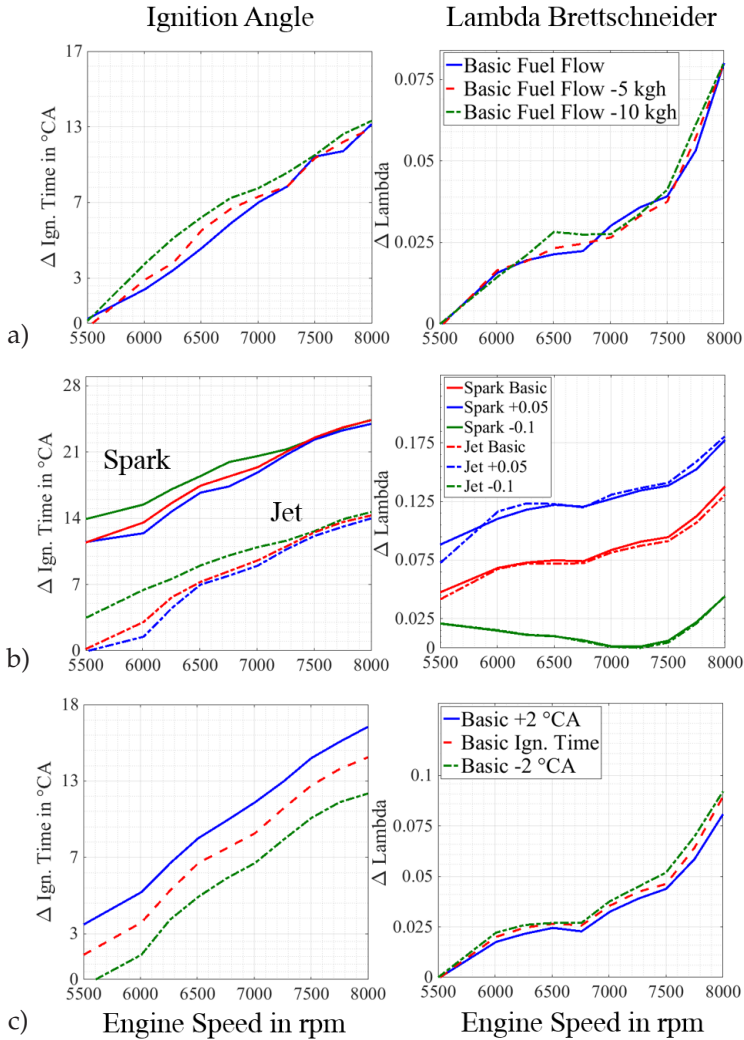 Ignition Angle
Lambda Brettschneider
Δ Ign. Time in °CA
17
13
7
3
0
5500 6000 6500 7000 7500 8000
a)
Δ Lambda
0.075
0.05
0.025
0
5500 6000 6500 7000 7500 8000
Basic Fuel Flow
Basic Fuel Flow -5 kgh
Basic Fuel Flow -10 kgh
Δ Ign. Time in °CA
28
21
14
7
0
5500 6000 6500 7000 7500 8000
Spark
Jet
b)
Δ Lambda
0.175
0.125
0.075
0.025
0
5500 6000 6500 7000 7500 8000
Spark Basic
Spark +0.05
Spark -0.1
Jet Basic
Jet +0.05
Jet -0.1
Δ Ign. Time in °CA
18
13
7
3
0
5500 6000 6500 7000 7500 8000
c)
Engine Speed in rpm
Δ Lambda
0.1
0.075
0.05
0.025
0
5500 6000 6500 7000 7500 8000
Basic +2 °CA
Basic Ign. Time
Basic -2 °CA
Engine Speed in rpm